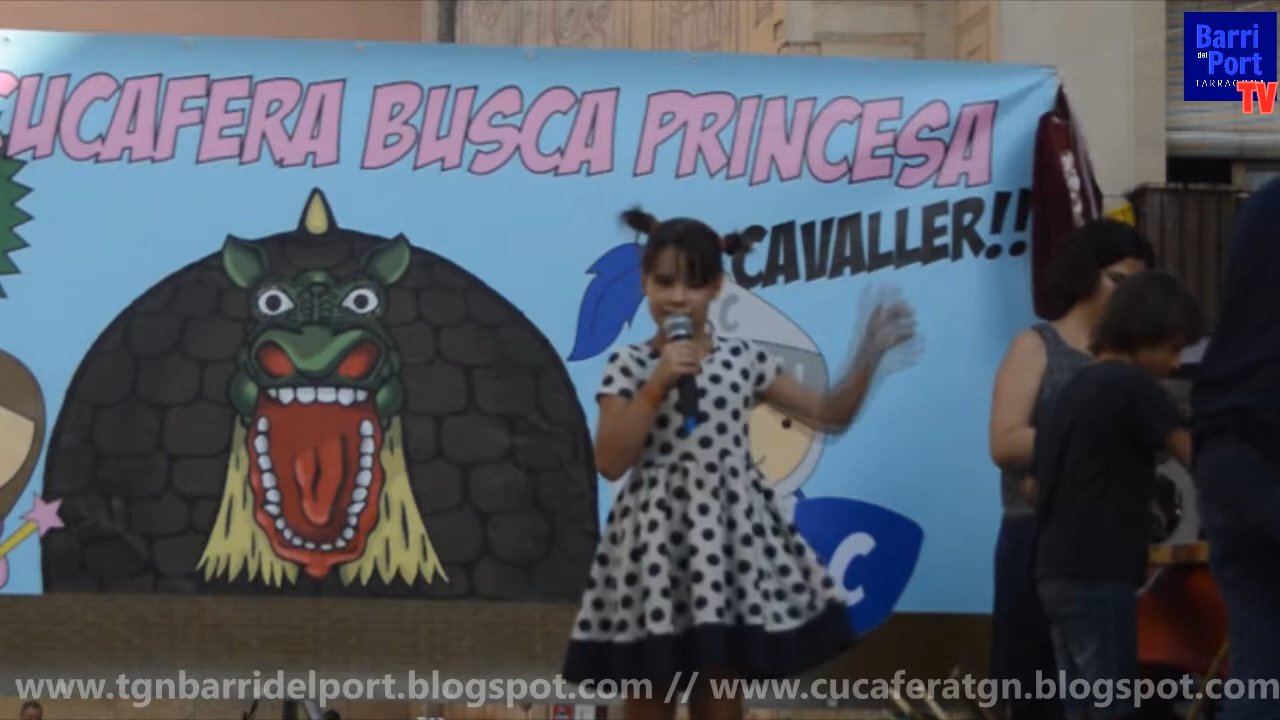 Barri
del
Port
TARRAGONA
TV
CUCAFERA BUSCA PRINCESA
CAVALLER!!
C
C
www.tgnbarridelport.blogspot.com // www.cucaferatgn.blogspot.com